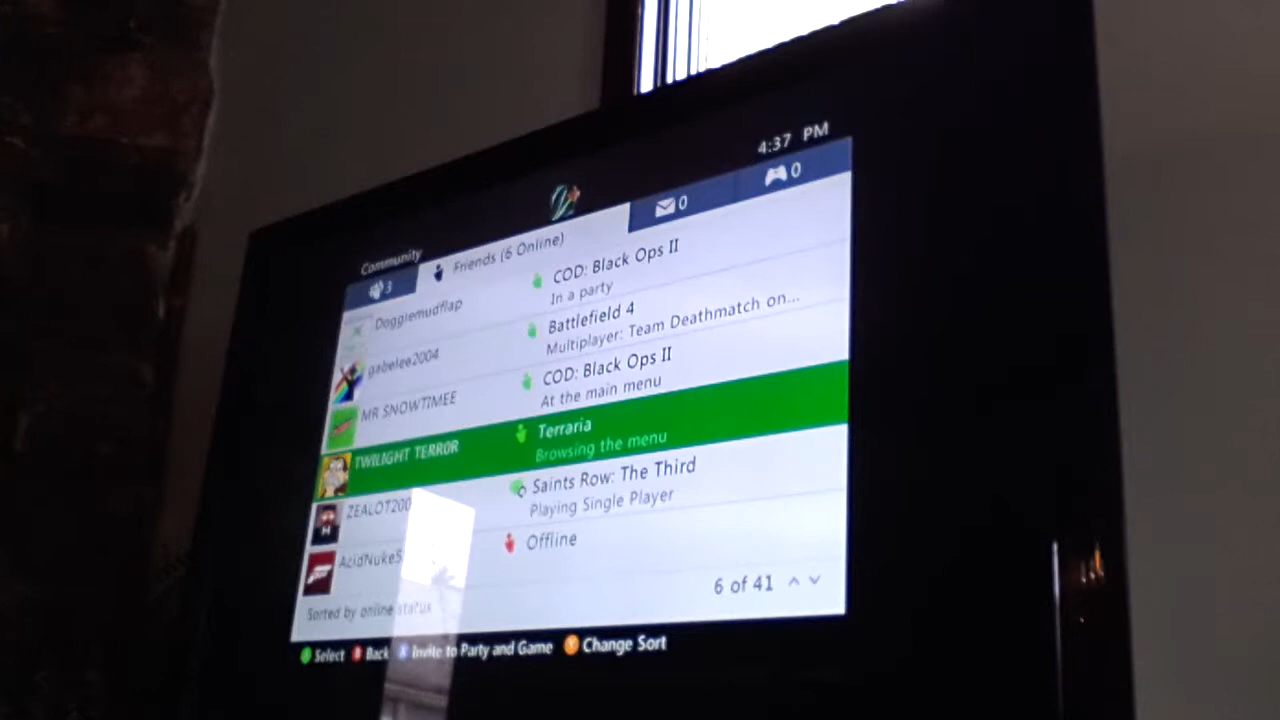 4:37 PM
Community
3
Friends (6 Online)
0
0
Doggiemudflap
COD: Black Ops II
In a party
gabelee2004
Battlefield 4
Multiplayer: Team Deathmatch on...
MR SNOWTIMEE
COD: Black Ops II
At the main menu
TWILIGHT TERROR
Terraria
Browsing the menu
ZEALOT200
Saints Row: The Third
Playing Single Player
AcidNuke5
Offline
Sorted by online status
6 of 41
Select
Back
Invite to Party and Game
Change Sort